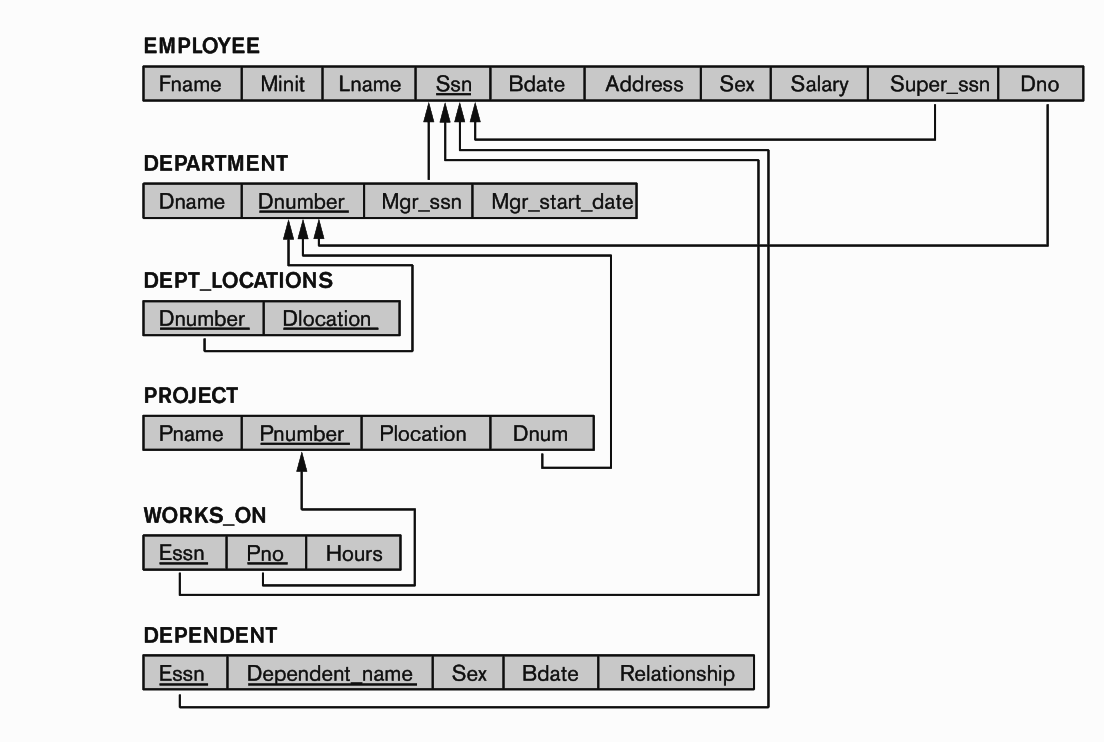 EMPLOYEE
Fname Minit Lname Ssn Bdate Address Sex Salary Super_ssn Dno
DEPARTMENT
Dname Dnumber Mgr_ssn Mgr_start_date
DEPT_LOCATIONS
Dnumber Dlocation
PROJECT
Pname Pnumber Plocation Dnum
WORKS_ON
Essn Pno Hours
DEPENDENT
Essn Dependent_name Sex Bdate Relationship